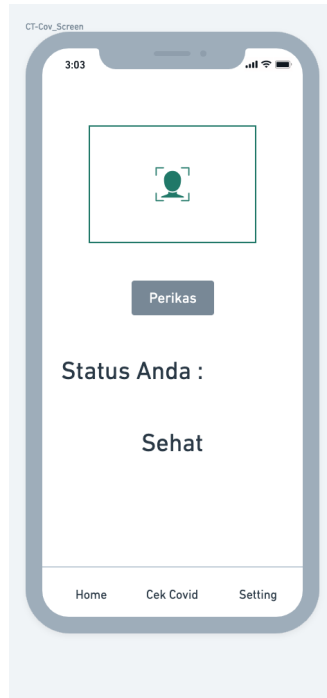 CT-Cov_Screen
3:03
Perikas
Status Anda :
Sehat
Home Cek Covid Setting